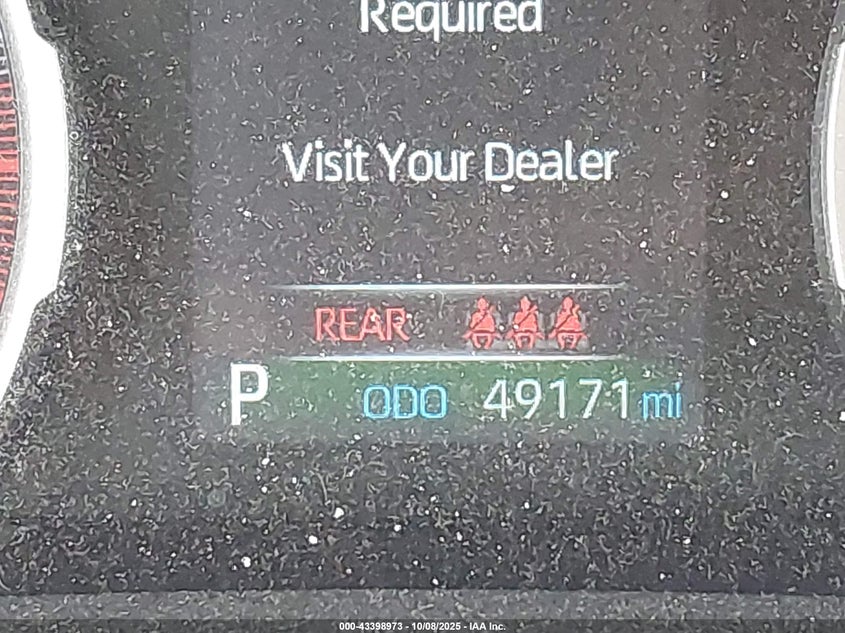 Required
Visit Your Dealer
REAR
P ODO 49171 mi
000-43398973 - 10/08/2025 - IAA Inc.